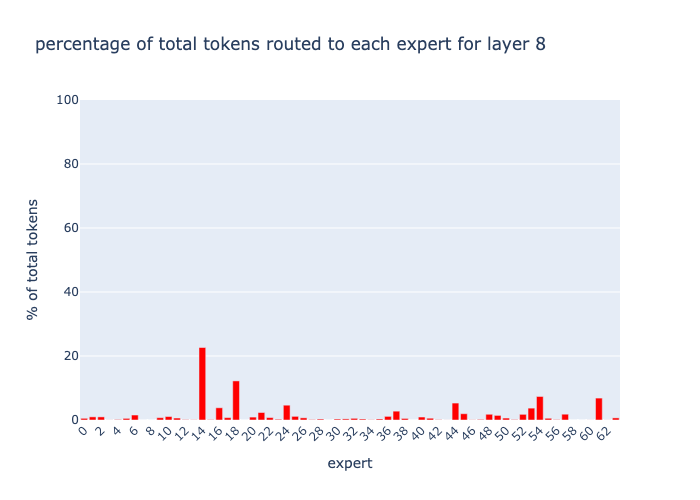 percentage of total tokens routed to each expert for layer 8
100
80
60
40
20
0
% of total tokens
0 2 4 6 8 10 12 14 16 18 20 22 24 26 28 30 32 34 36 38 40 42 44 46 48 50 52 54 56 58 60 62
expert